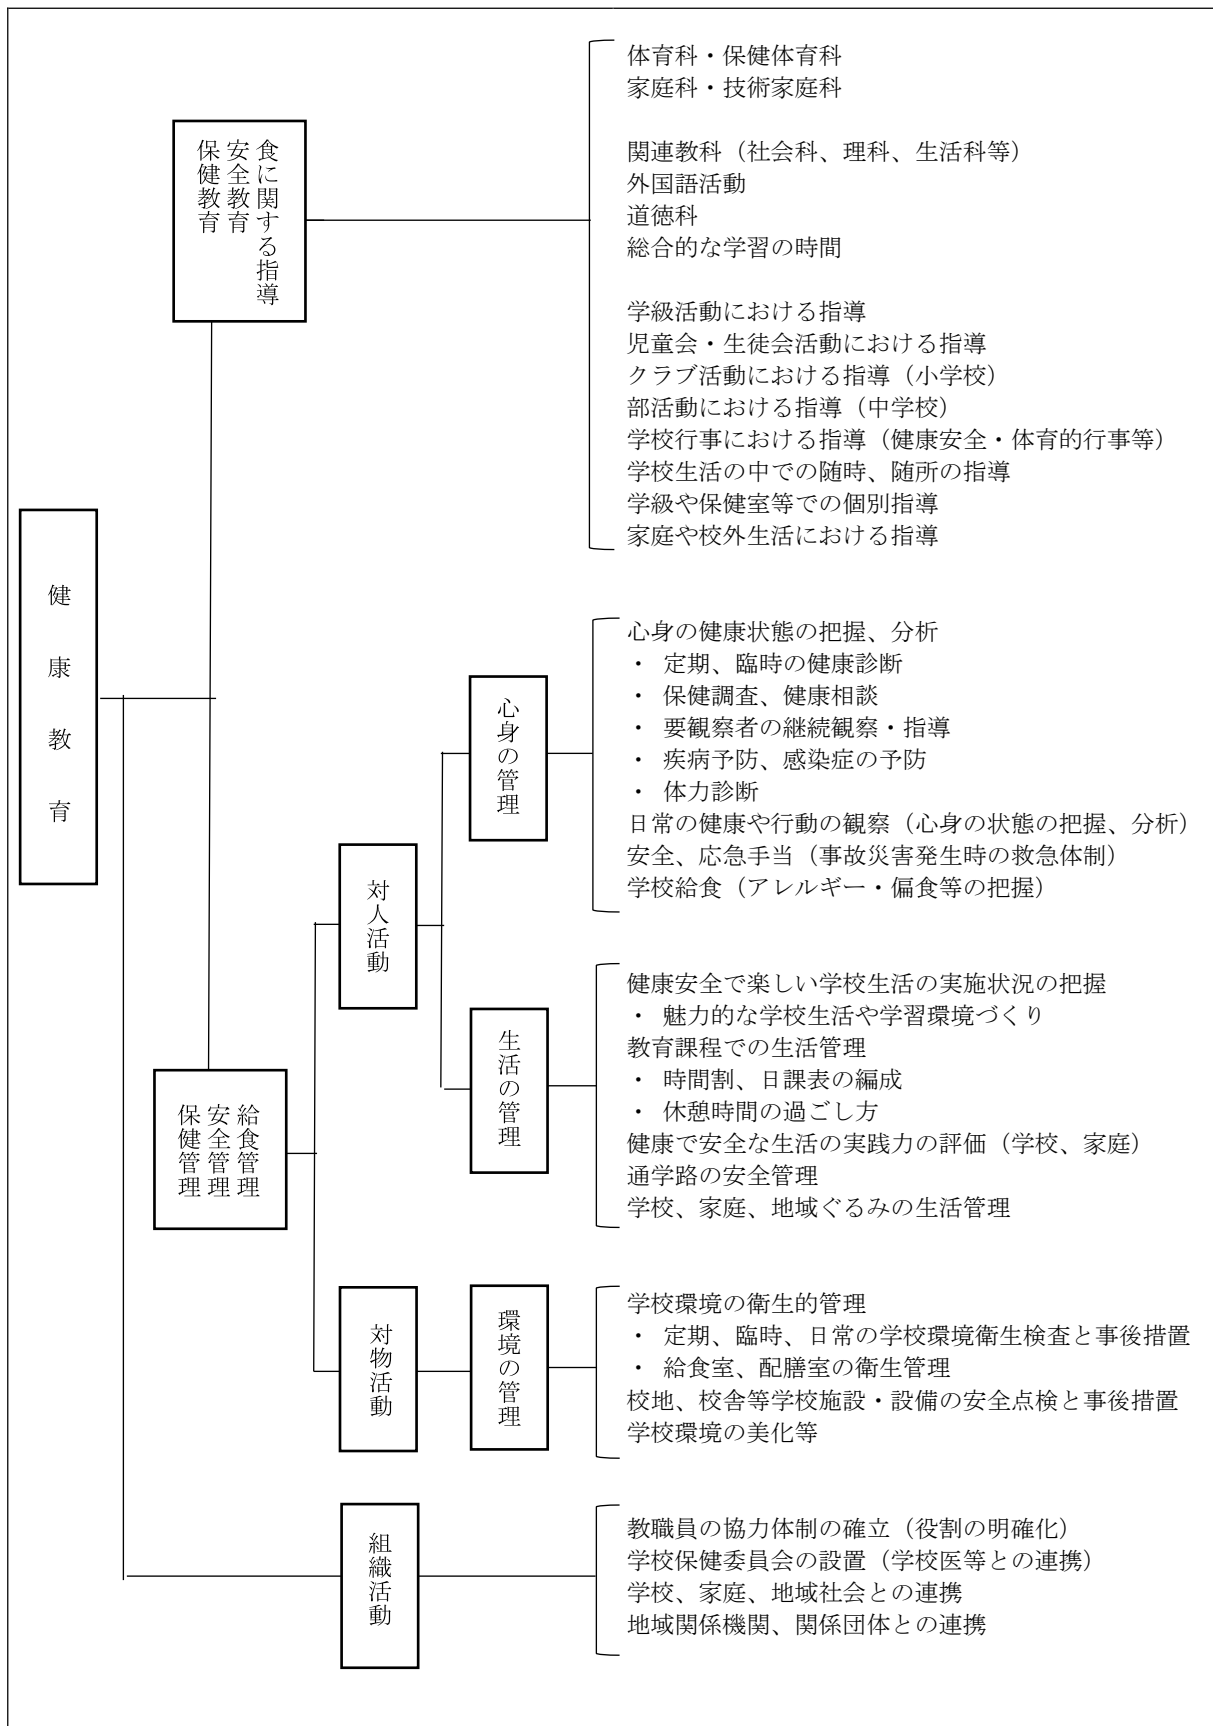 健康教育
食に関する指導
安全教育
保健教育
体育科・保健体育科
家庭科・技術家庭科
関連教科（社会科、理科、生活科等）
外国語活動
道徳科
総合的な学習の時間
学級活動における指導
児童会・生徒会活動における指導
クラブ活動における指導（小学校）
部活動における指導（中学校）
学校行事における指導（健康安全・体育的行事等）
学校生活の中での随時、随所の指導
学級や保健室等での個別指導
家庭や校外生活における指導
給食管理
安全管理
保健管理
対人活動
心身の管理
心身の健康状態の把握、分析
・ 定期、臨時の健康診断
・ 保健調査、健康相談
・ 要観察者の継続観察・指導
・ 疾病予防、感染症の予防
・ 体力診断
日常の健康や行動の観察（心身の状態の把握、分析）
安全、応急手当（事故災害発生時の救急体制）
学校給食（アレルギー・偏食等の把握）
生活の管理
健康安全で楽しい学校生活の実施状況の把握
・ 魅力的な学校生活や学習環境づくり
教育課程での生活管理
・ 時間割、日課表の編成
・ 休憩時間の過ごし方
健康で安全な生活の実践力の評価（学校、家庭）
通学路の安全管理
学校、家庭、地域ぐるみの生活管理
対物活動
環境の管理
学校環境の衛生的管理
・ 定期、臨時、日常の学校環境衛生検査と事後措置
・ 給食室、配膳室の衛生管理
校地、校舎等学校施設・設備の安全点検と事後措置
学校環境の美化等
組織活動
教職員の協力体制の確立（役割の明確化）
学校保健委員会の設置（学校医等との連携）
学校、家庭、地域社会との連携
地域関係機関、関係団体との連携